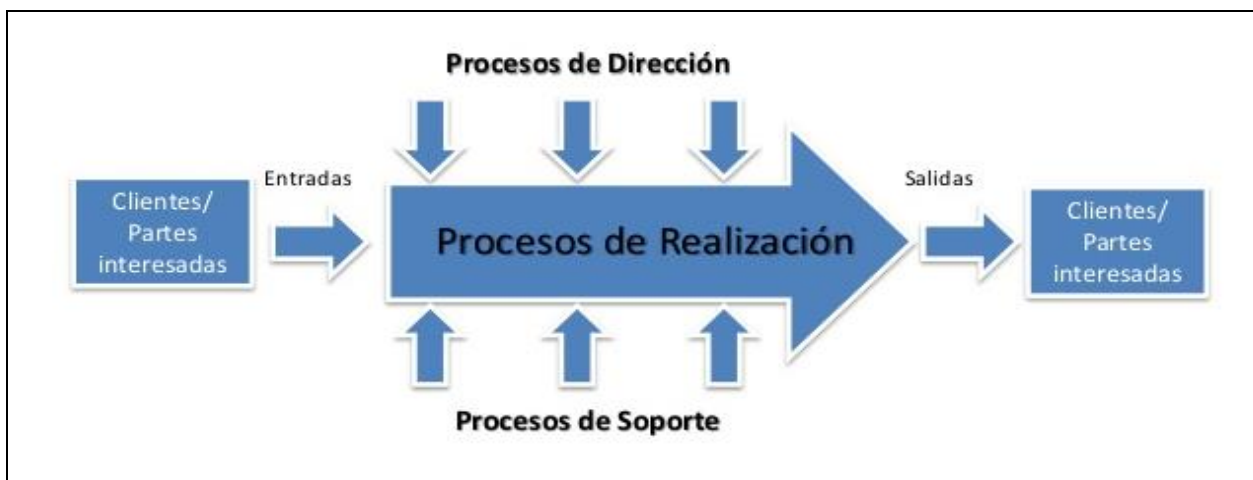 Procesos de Dirección
Entradas
Salidas
Clientes/
Partes
interesadas
Procesos de Realización
Clientes/
Partes
interesadas
Procesos de Soporte